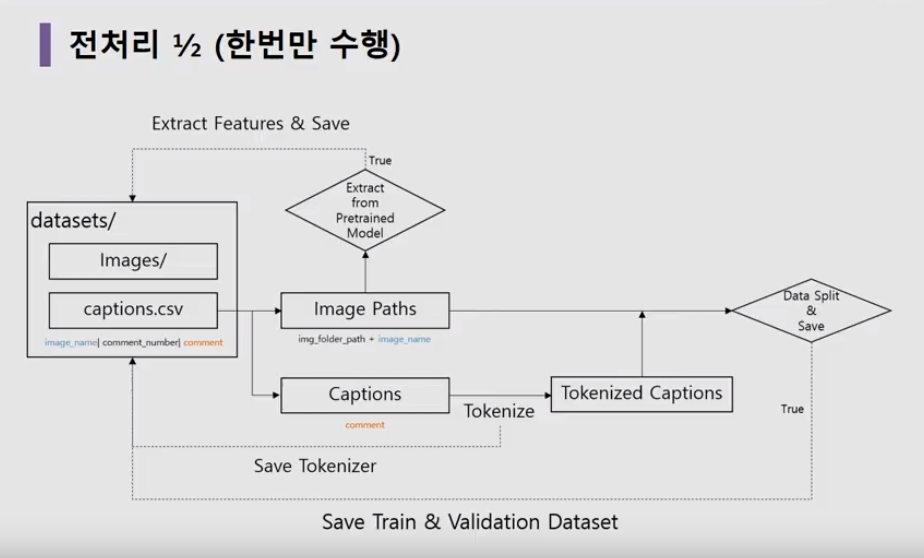 전처리 ½ (한번만 수행)
Extract Features & Save
True
Extract
from
Pretrained
Model
datasets/
Images/
captions.csv
image_name| comment_number| comment
Image Paths
img_folder_path + image_name
Data Split
&
Save
Captions
comment
Tokenize
Tokenized Captions
True
Save Tokenizer
Save Train & Validation Dataset